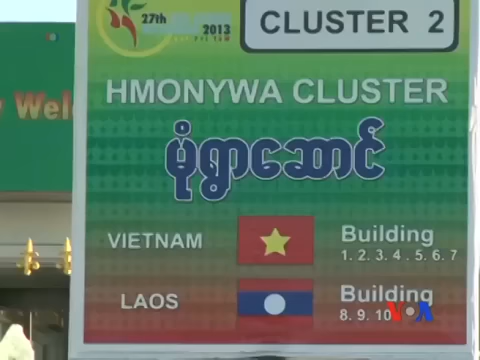 27th
2013
CLUSTER 2
Wel
HMONYWA CLUSTER
မုံရွာဆောင်
VIETNAM
Building
1. 2. 3. 4 . 5. 6. 7
LAOS
Building
8. 9. 10
VOA